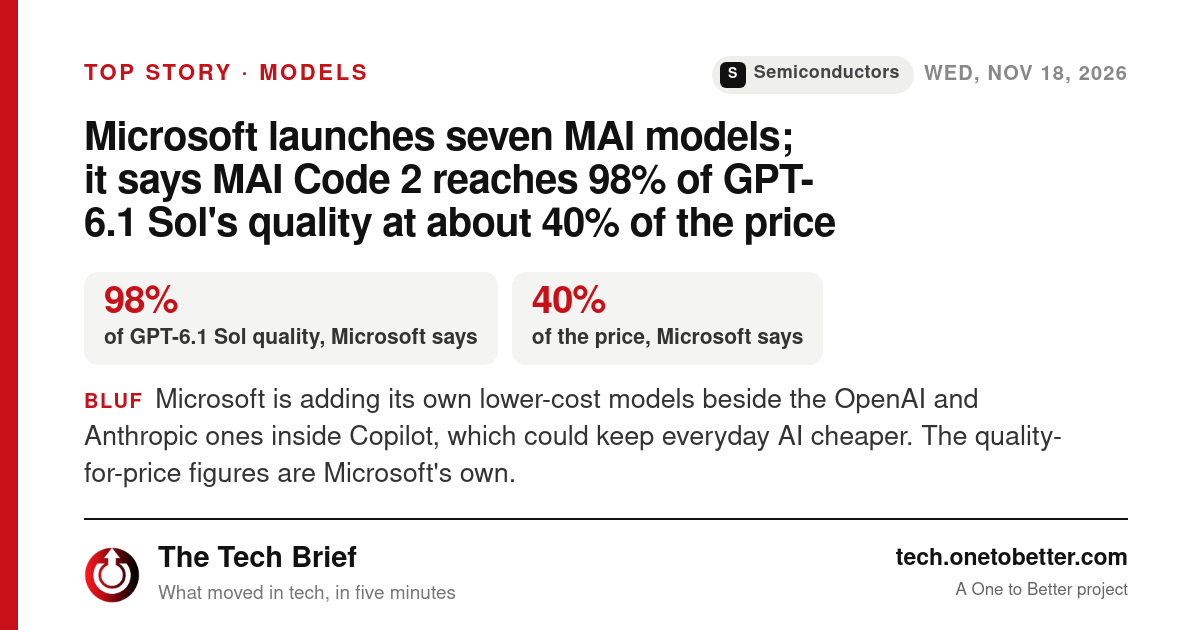 TOP STORY · MODELS
S Semiconductors WED, NOV 18, 2026
Microsoft launches seven MAI models;
it says MAI Code 2 reaches 98% of GPT-
6.1 Sol's quality at about 40% of the price
98%
of GPT-6.1 Sol quality, Microsoft says
40%
of the price, Microsoft says
BLUF Microsoft is adding its own lower-cost models beside the OpenAI and
Anthropic ones inside Copilot, which could keep everyday AI cheaper. The quality-
for-price figures are Microsoft's own.
The Tech Brief
What moved in tech, in five minutes
tech.onetobetter.com
A One to Better project